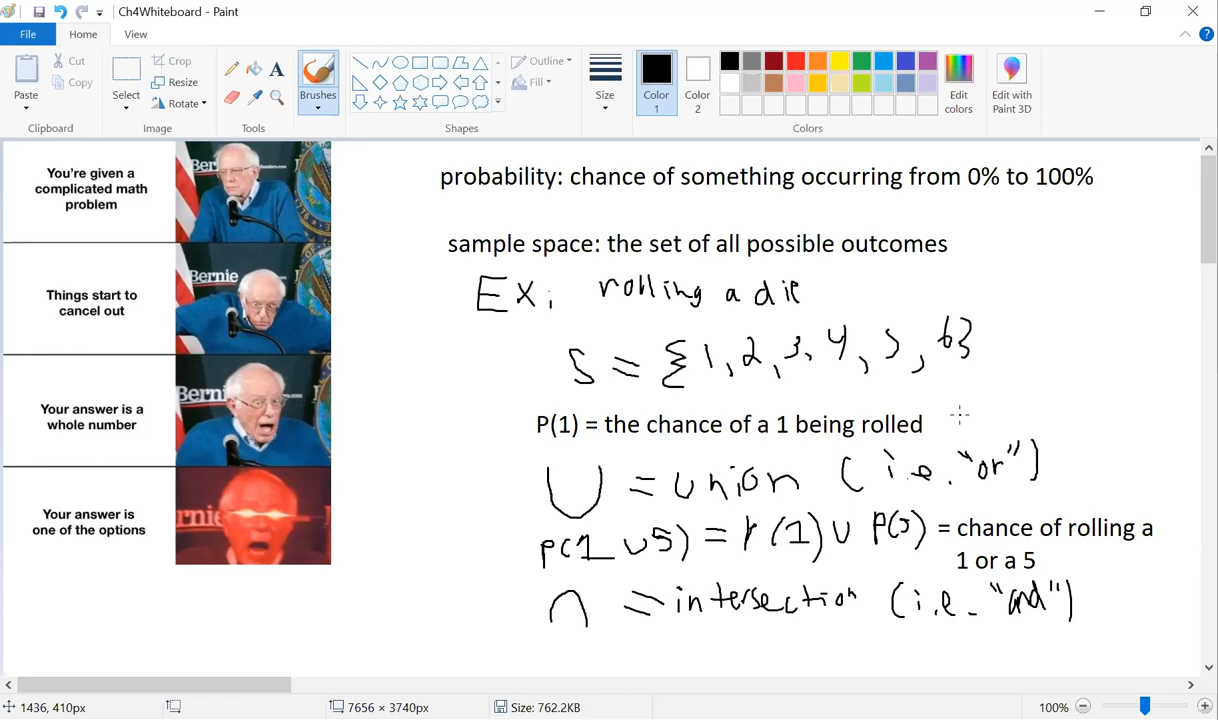 Ch4Whiteboard - Paint
File
Home
View
Paste
Cut
Copy
Clipboard
Select
Crop
Resize
Rotate
Image
A
Tools
Brushes
Outline
Fill
Shapes
Size
Color 1
Color 2
Edit colors
Edit with Paint 3D
Colors
You're given a
complicated math
problem
Bernie
Things start to
cancel out
Bernie
Your answer is a
whole number
Bernie
Your answer is
one of the options
probability: chance of something occurring from 0% to 100%
sample space: the set of all possible outcomes
Ex: rolling a die
S = {1, 2, 3, 4, 5, 6}
P(1) = the chance of a 1 being rolled
U = union (i.e. "or")
P(1 ∪ 5) = P(1) ∪ P(5) = chance of rolling a
1 or a 5
∩ = intersection (i.e. "and")
1436, 410px
7656 × 3740px
Size: 762.2KB
100%